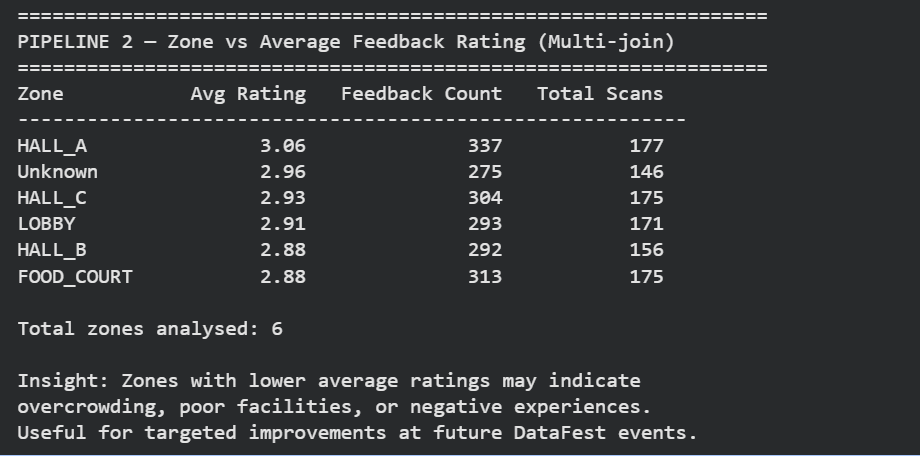 =================================================================
PIPELINE 2 — Zone vs Average Feedback Rating (Multi-join)
=================================================================
Zone           Avg Rating   Feedback Count   Total Scans
----------------------------------------------------------
HALL_A               3.06              337           177
Unknown              2.96              275           146
HALL_C               2.93              304           175
LOBBY                2.91              293           171
HALL_B               2.88              292           156
FOOD_COURT           2.88              313           175
Total zones analysed: 6
Insight: Zones with lower average ratings may indicate
overcrowding, poor facilities, or negative experiences.
Useful for targeted improvements at future DataFest events.